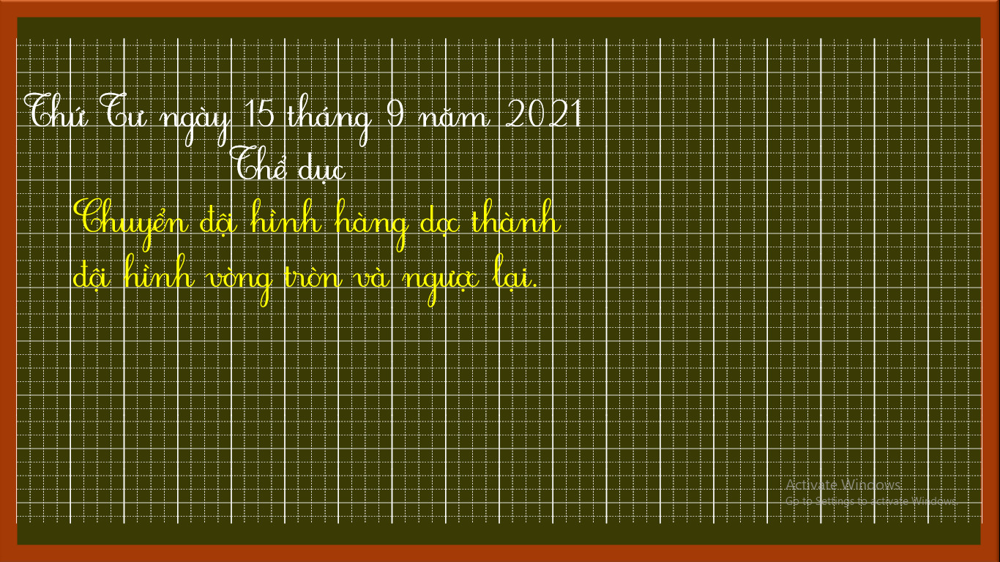 Thứ Tư ngày 15 tháng 9 năm 2021
Thể dục
Chuyển đội hình hàng dọc thành
đội hình vòng tròn và ngược lại.
Activate Windows
Go to Settings to activate Windows.